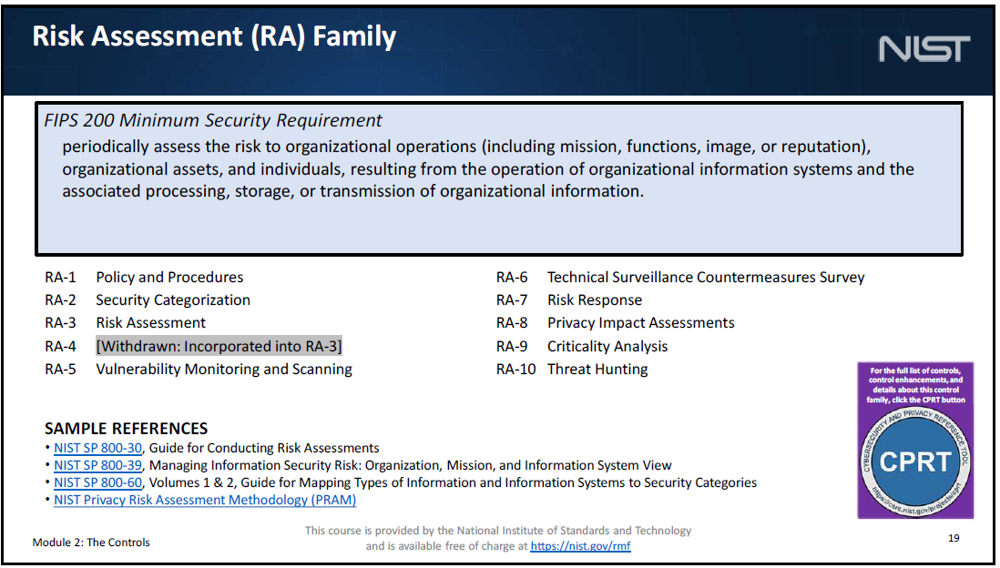 Risk Assessment (RA) Family
NIST
FIPS 200 Minimum Security Requirement
periodically assess the risk to organizational operations (including mission, functions, image, or reputation),
organizational assets, and individuals, resulting from the operation of organizational information systems and the
associated processing, storage, or transmission of organizational information.
RA-1 Policy and Procedures
RA-2 Security Categorization
RA-3 Risk Assessment
RA-4 [Withdrawn: Incorporated into RA-3]
RA-5 Vulnerability Monitoring and Scanning
RA-6 Technical Surveillance Countermeasures Survey
RA-7 Risk Response
RA-8 Privacy Impact Assessments
RA-9 Criticality Analysis
RA-10 Threat Hunting
For the full list of controls,
control enhancements, and
details about this control
family, click the CPRT button
CYBERSECURITY AND PRIVACY REFERENCE TOOL
CPRT
https://csrc.nist.gov/projects/cprt
SAMPLE REFERENCES
• NIST SP 800-30, Guide for Conducting Risk Assessments
• NIST SP 800-39, Managing Information Security Risk: Organization, Mission, and Information System View
• NIST SP 800-60, Volumes 1 & 2, Guide for Mapping Types of Information and Information Systems to Security Categories
• NIST Privacy Risk Assessment Methodology (PRAM)
Module 2: The Controls
This course is provided by the National Institute of Standards and Technology
and is available free of charge at https://nist.gov/rmf
19